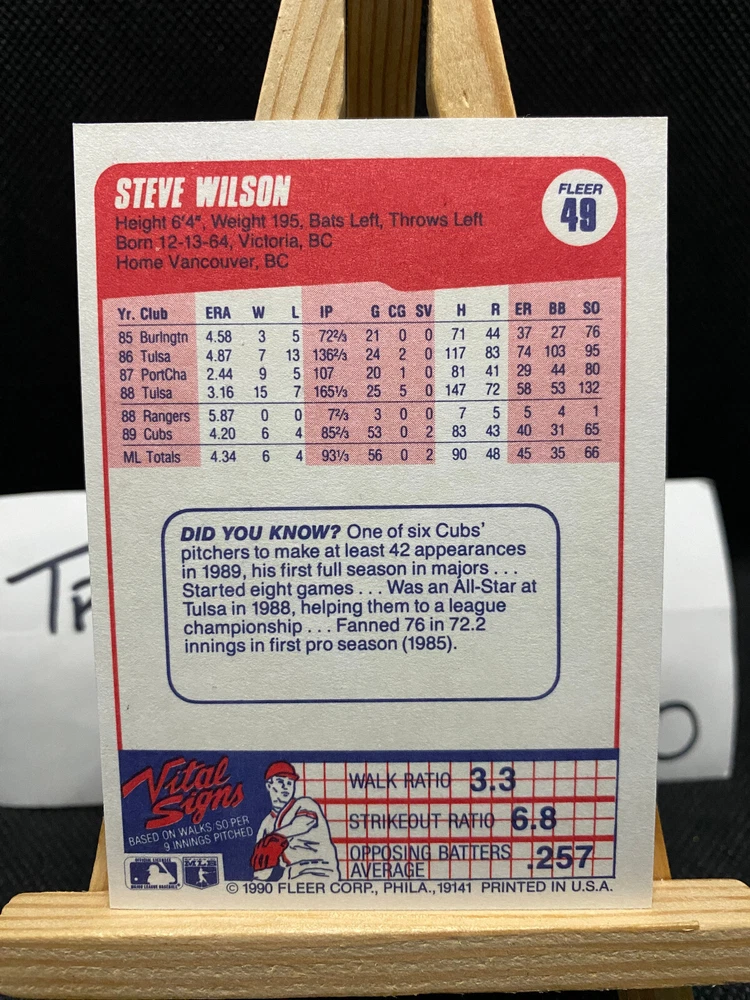 STEVE WILSON
FLEER
49
Height 6'4", Weight 195, Bats Left, Throws Left
Born 12-13-64, Victoria, BC
Home Vancouver, BC
Yr. Club ERA W L IP G CG SV H R ER BB SO
85 Burlngtn 4.58 3 5 72⅔ 21 0 0 71 44 37 27 76
86 Tulsa 4.87 7 13 136⅔ 24 2 0 117 83 74 103 95
87 PortCha 2.44 9 5 107 20 1 0 81 41 29 44 80
88 Tulsa 3.16 15 7 165⅓ 25 5 0 147 72 58 53 132
88 Rangers 5.87 0 0 7⅔ 3 0 0 7 5 5 4 1
89 Cubs 4.20 6 4 85⅔ 53 0 2 83 43 40 31 65
ML Totals 4.34 6 4 93⅓ 56 0 2 90 48 45 35 66
DID YOU KNOW? One of six Cubs'
pitchers to make at least 42 appearances
in 1989, his first full season in majors . . .
Started eight games . . . Was an All-Star at
Tulsa in 1988, helping them to a league
championship . . . Fanned 76 in 72.2
innings in first pro season (1985).
Vital
Signs
BASED ON WALKS/SO PER
9 INNINGS PITCHED
WALK RATIO 3.3
STRIKEOUT RATIO 6.8
OPPOSING BATTERS
AVERAGE .257
MLB
© 1990 FLEER CORP., PHILA., 19141 PRINTED IN U.S.A.